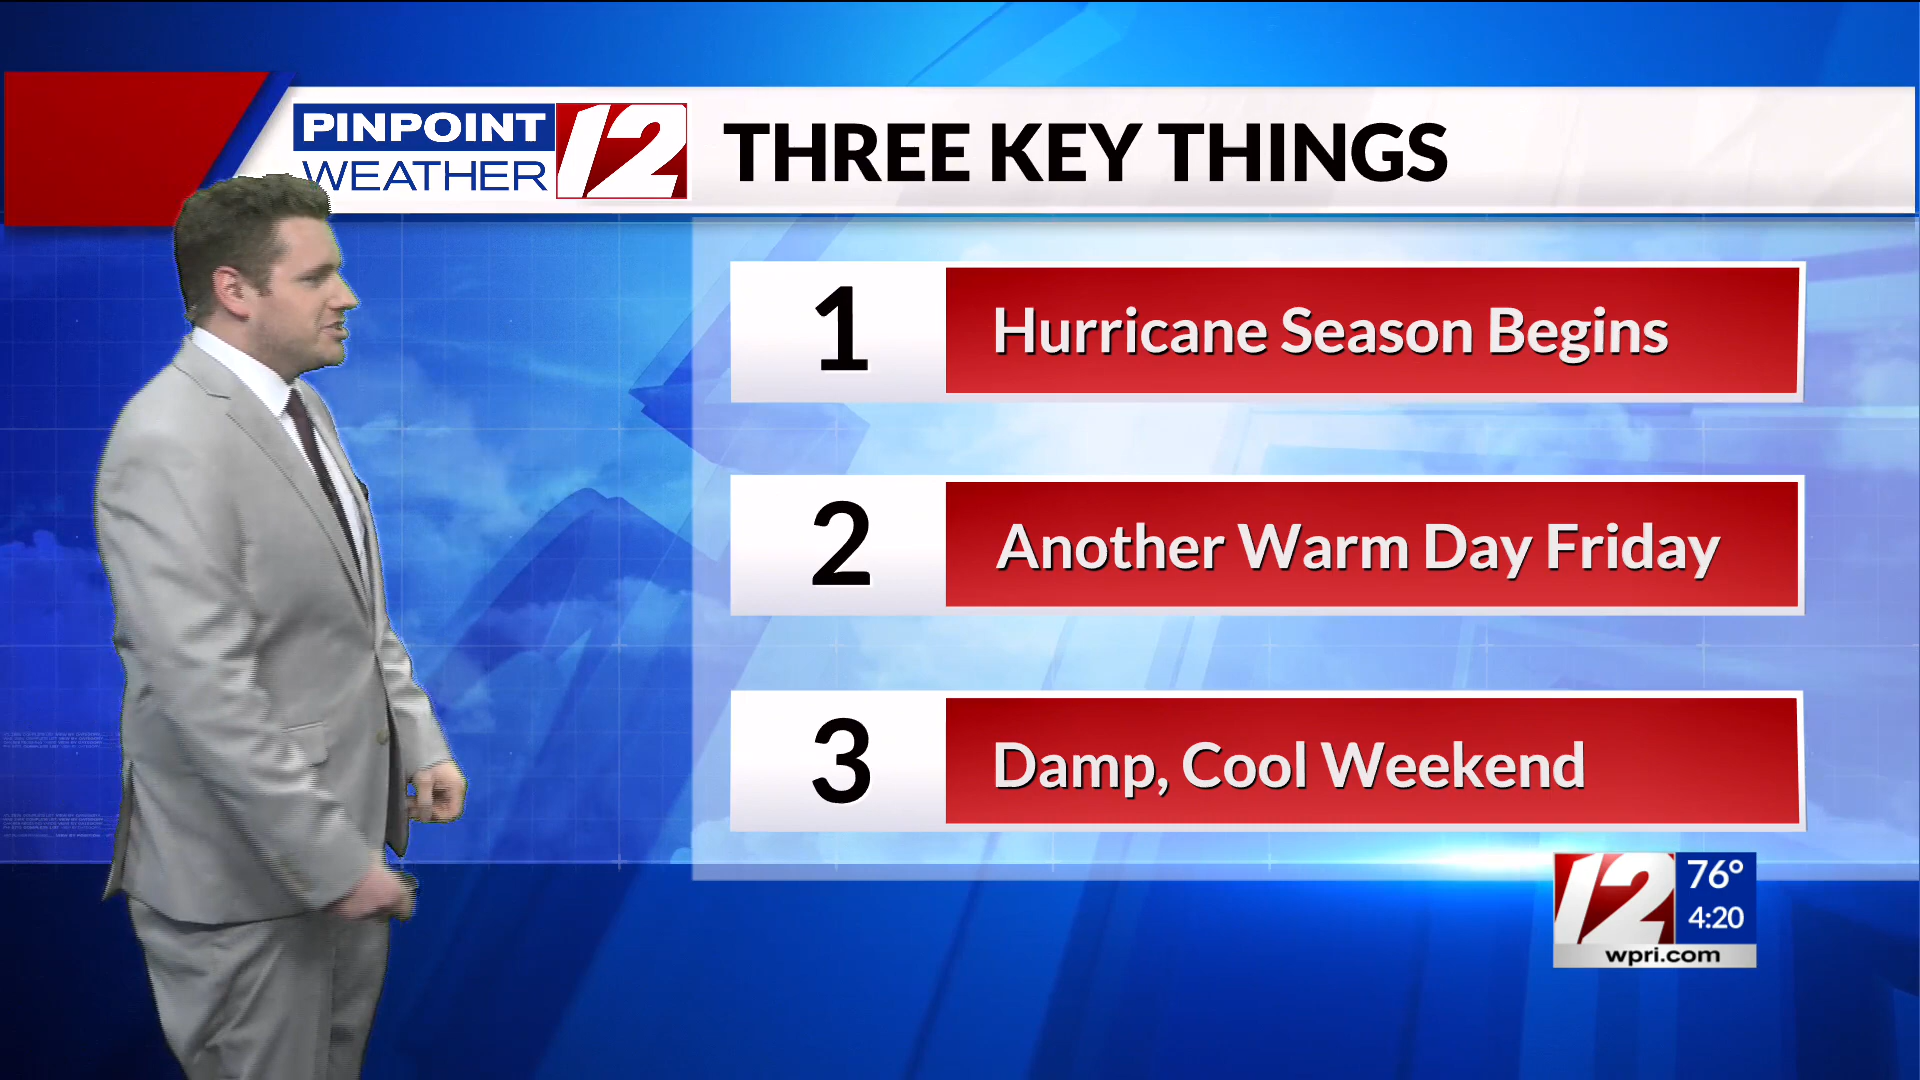 PINPOINT
WEATHER
12
THREE KEY THINGS
1
Hurricane Season Begins
2
Another Warm Day Friday
3
Damp, Cool Weekend
12
76°
4:20
wpri.com